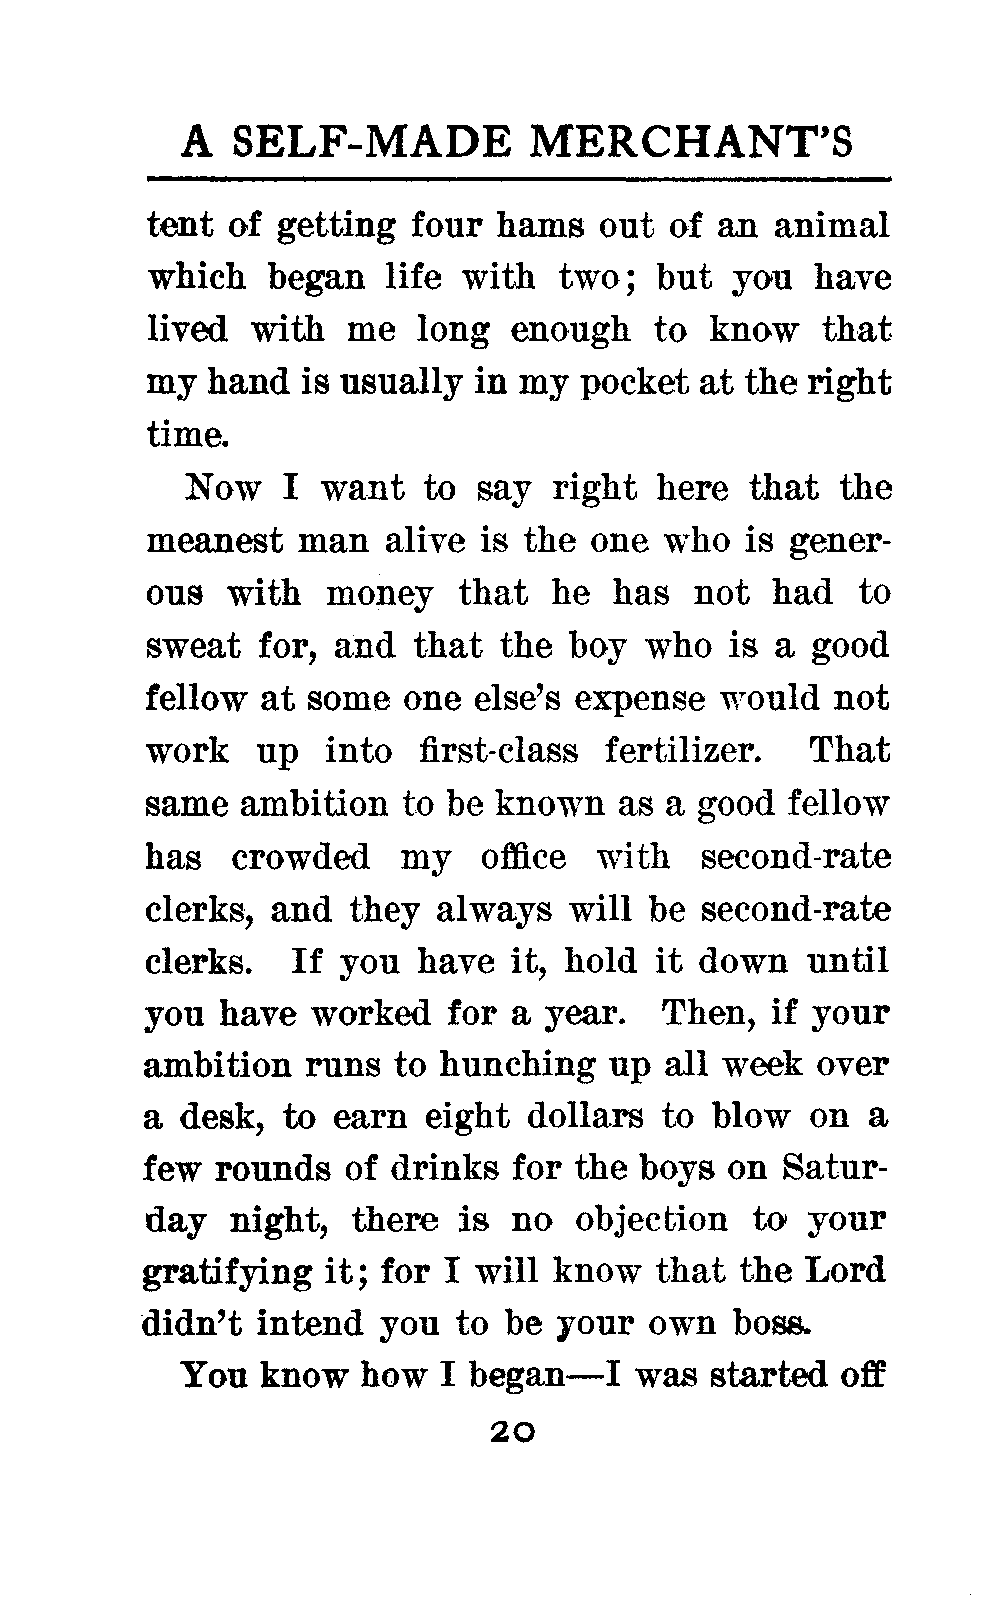 A SELF-MADE MERCHANT'S
tent of getting four hams out of an animal
which began life with two; but you have
lived with me long enough to know that
my hand is usually in my pocket at the right
time.
Now I want to say right here that the
meanest man alive is the one who is gener-
ous with money that he has not had to
sweat for, and that the boy who is a good
fellow at some one else's expense would not
work up into first-class fertilizer. That
same ambition to be known as a good fellow
has crowded my office with second-rate
clerks, and they always will be second-rate
clerks. If you have it, hold it down until
you have worked for a year. Then, if your
ambition runs to hunching up all week over
a desk, to earn eight dollars to blow on a
few rounds of drinks for the boys on Satur-
day night, there is no objection to your
gratifying it; for I will know that the Lord
didn't intend you to be your own boss.
You know how I began—I was started off
20